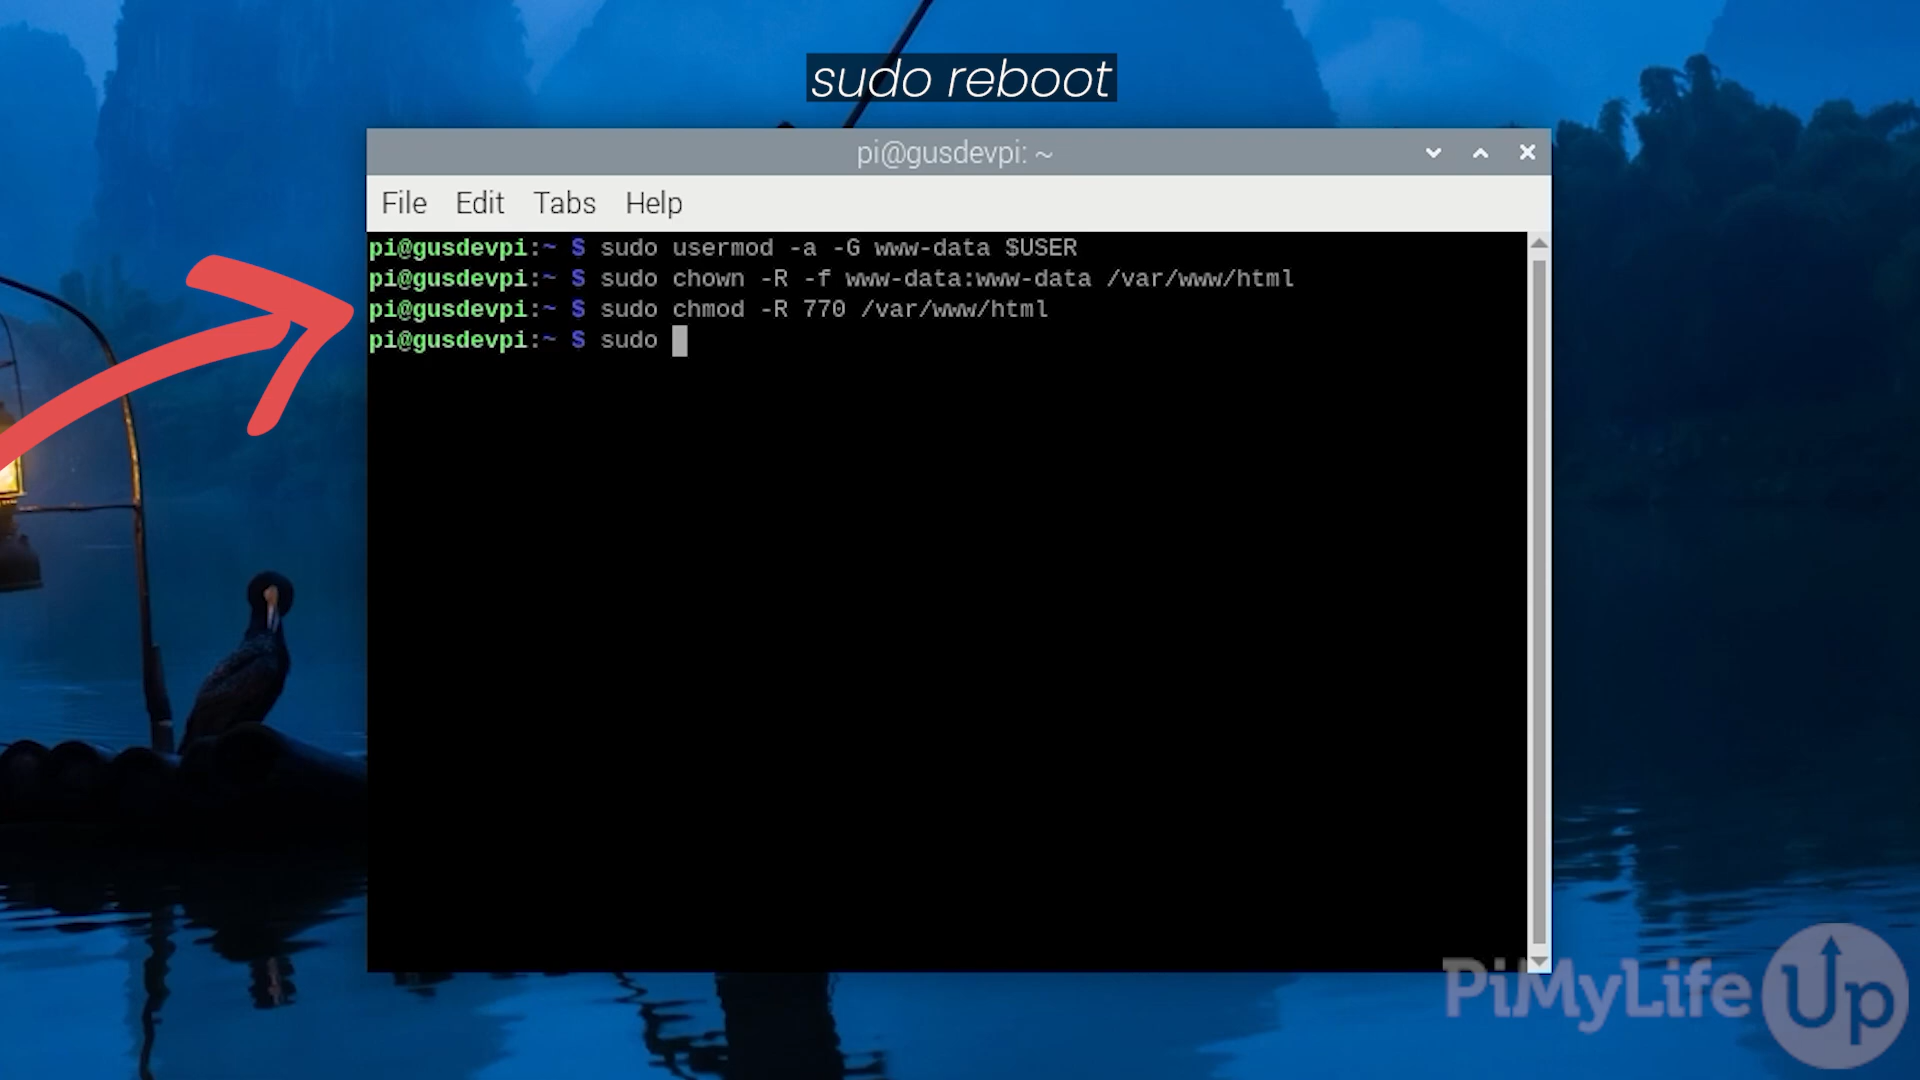 sudo reboot
pi@gusdevpi: ~
File Edit Tabs Help
pi@gusdevpi:~ $ sudo usermod -a -G www-data $USER
pi@gusdevpi:~ $ sudo chown -R -f www-data:www-data /var/www/html
pi@gusdevpi:~ $ sudo chmod -R 770 /var/www/html
pi@gusdevpi:~ $ sudo
PiMyLifeUp